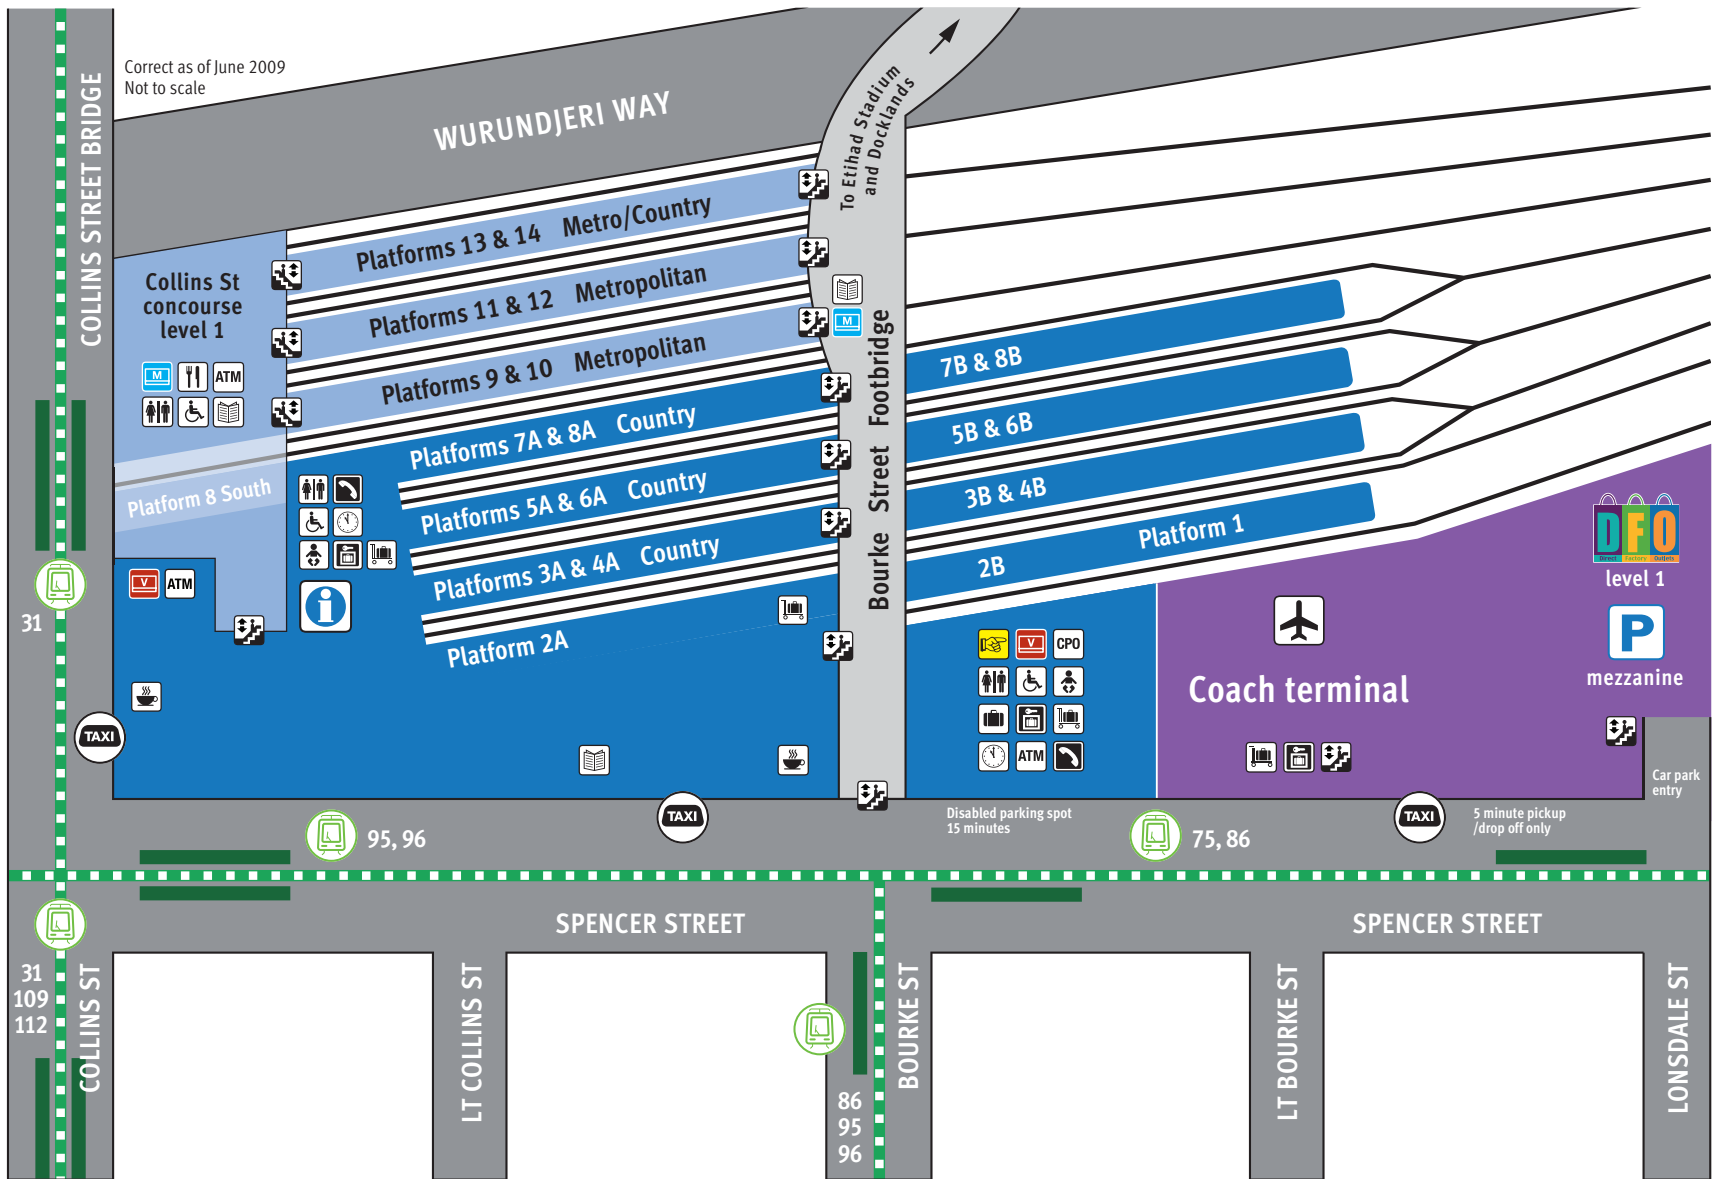 Correct as of June 2009
Not to scale
COLLINS STREET BRIDGE
WURUNDJERI WAY
To Etihad Stadium
and Docklands
Platforms 13 & 14 Metro/Country
Collins St
concourse
level 1
Platforms 11 & 12 Metropolitan
M
Platforms 9 & 10 Metropolitan
M
ATM
Bourke Street Footbridge
7B & 8B
Platforms 7A & 8A Country
5B & 6B
Platform 8 South
Platforms 5A & 6A Country
3B & 4B
Platform 1
DFO
Direct Factory Outlets
level 1
Platforms 3A & 4A Country
2B
V
ATM
i
31
Platform 2A
V
CPO
P
mezzanine
Coach terminal
TAXI
ATM
Car park
entry
TAXI
Disabled parking spot
15 minutes
TAXI
5 minute pickup
/drop off only
95, 96
75, 86
SPENCER STREET
SPENCER STREET
31
109
112
COLLINS ST
LT COLLINS ST
86
95
96
BOURKE ST
LT BOURKE ST
LONSDALE ST